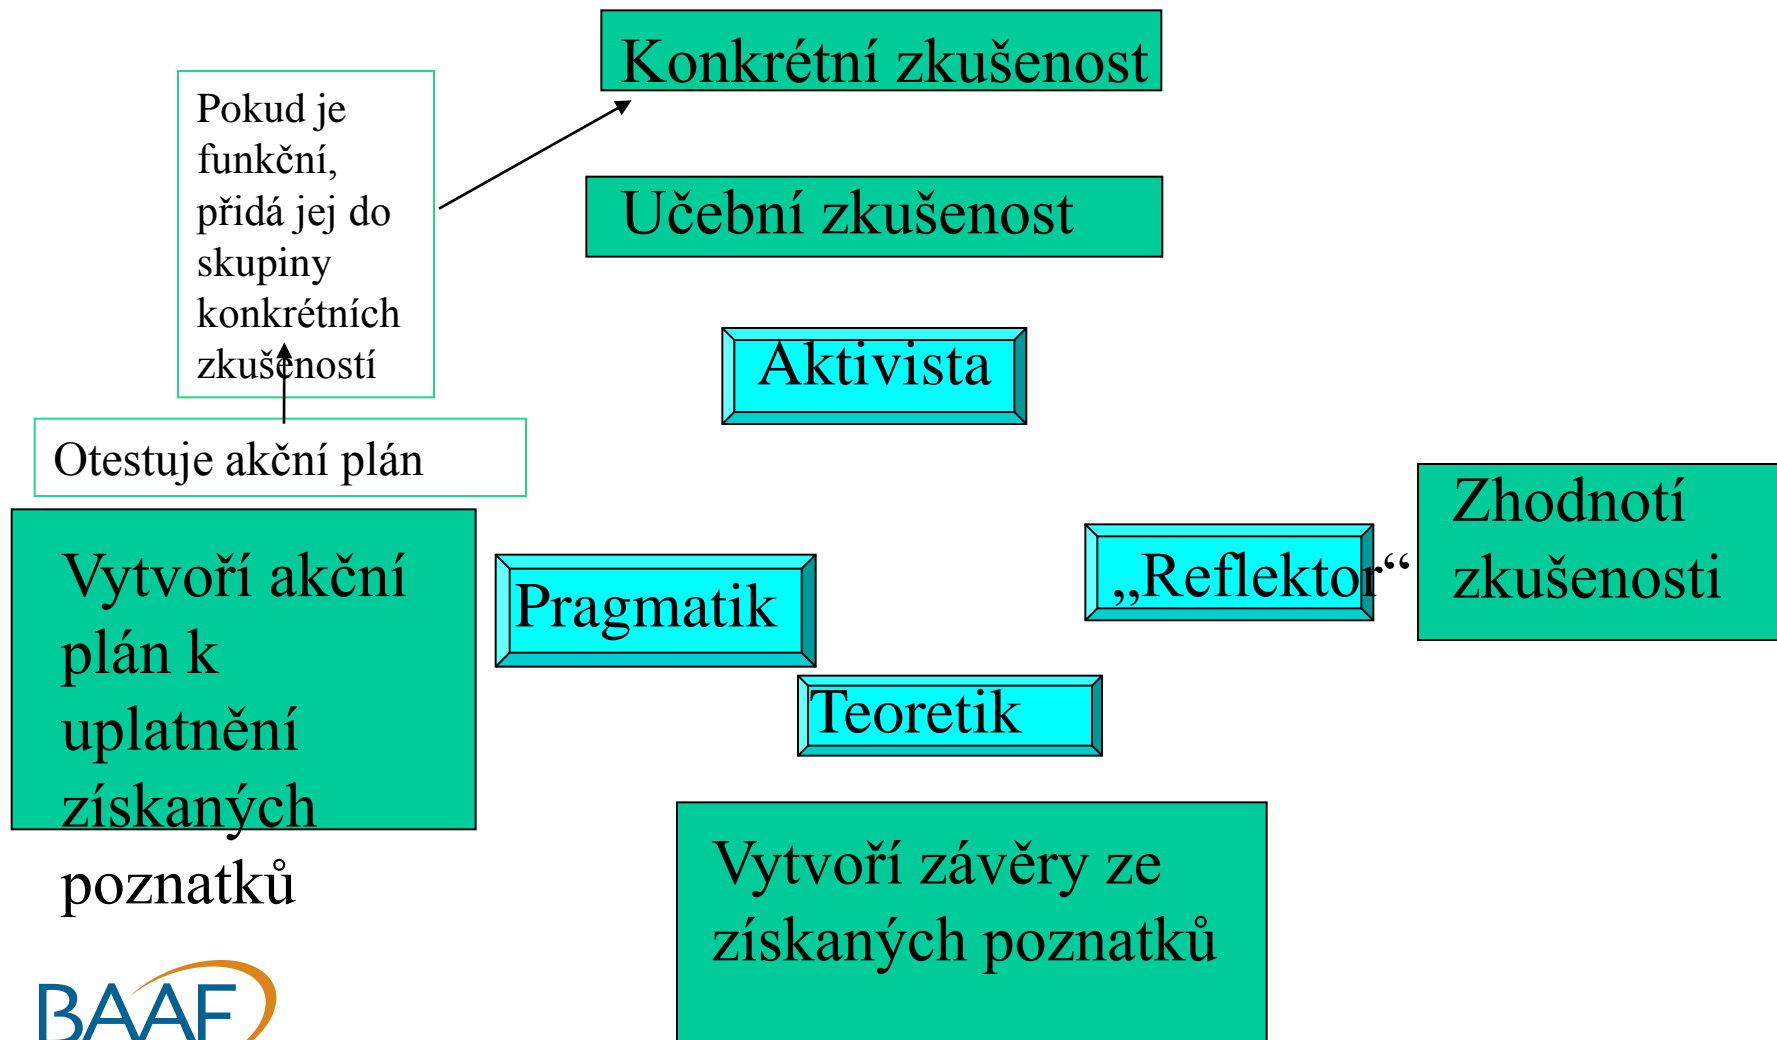 Konkrétní zkušenost
Pokud je
funkční,
přidá jej do
skupiny
konkrétních
zkušeností
Učební zkušenost
Aktivista
Otestuje akční plán
Zhodnotí
zkušenosti
„Reflektor“
Vytvoří akční
plán k
uplatnění
získaných
poznatků
Pragmatik
Teoretik
Vytvoří závěry ze
získaných poznatků
BAAF